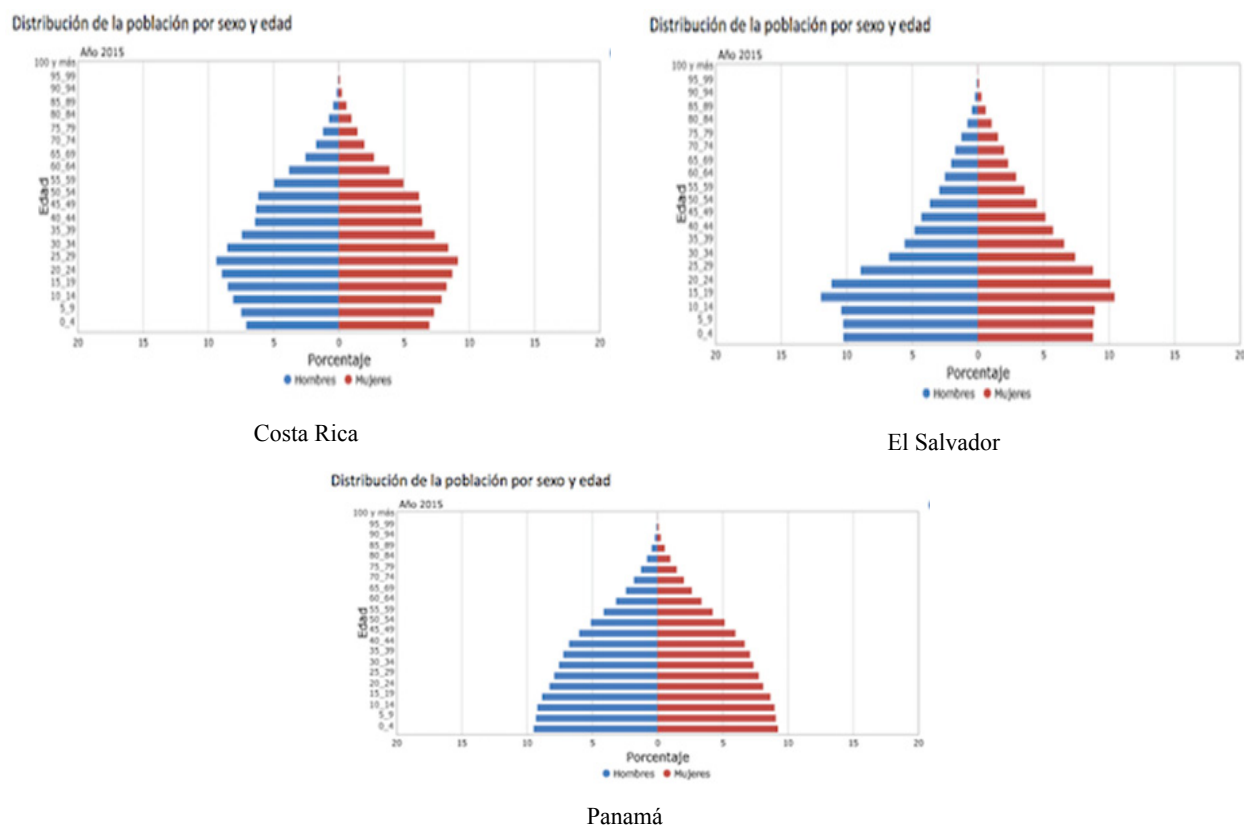 Distribución de la población por sexo y edad
Año 2015
100 y más
95_99
90_94
85_89
80_84
75_79
70_74
65_69
60_64
55_59
50_54
45_49
40_44
35_39
30_34
25_29
20_24
15_19
10_14
5_9
0_4
Edad
20 15 10 5 0 5 10 15 20
Porcentaje
Hombres Mujeres
Costa Rica
Distribución de la población por sexo y edad
Año 2015
100 y más
95_99
90_94
85_89
80_84
75_79
70_74
65_69
60_64
55_59
50_54
45_49
40_44
35_39
30_34
25_29
20_24
15_19
10_14
5_9
0_4
Edad
20 15 10 5 0 5 10 15 20
Porcentaje
Hombres Mujeres
El Salvador
Distribución de la población por sexo y edad
Año 2015
100 y más
95_99
90_94
85_89
80_84
75_79
70_74
65_69
60_64
55_59
50_54
45_49
40_44
35_39
30_34
25_29
20_24
15_19
10_14
5_9
0_4
Edad
20 15 10 5 0 5 10 15 20
Porcentaje
Hombres Mujeres
Panamá